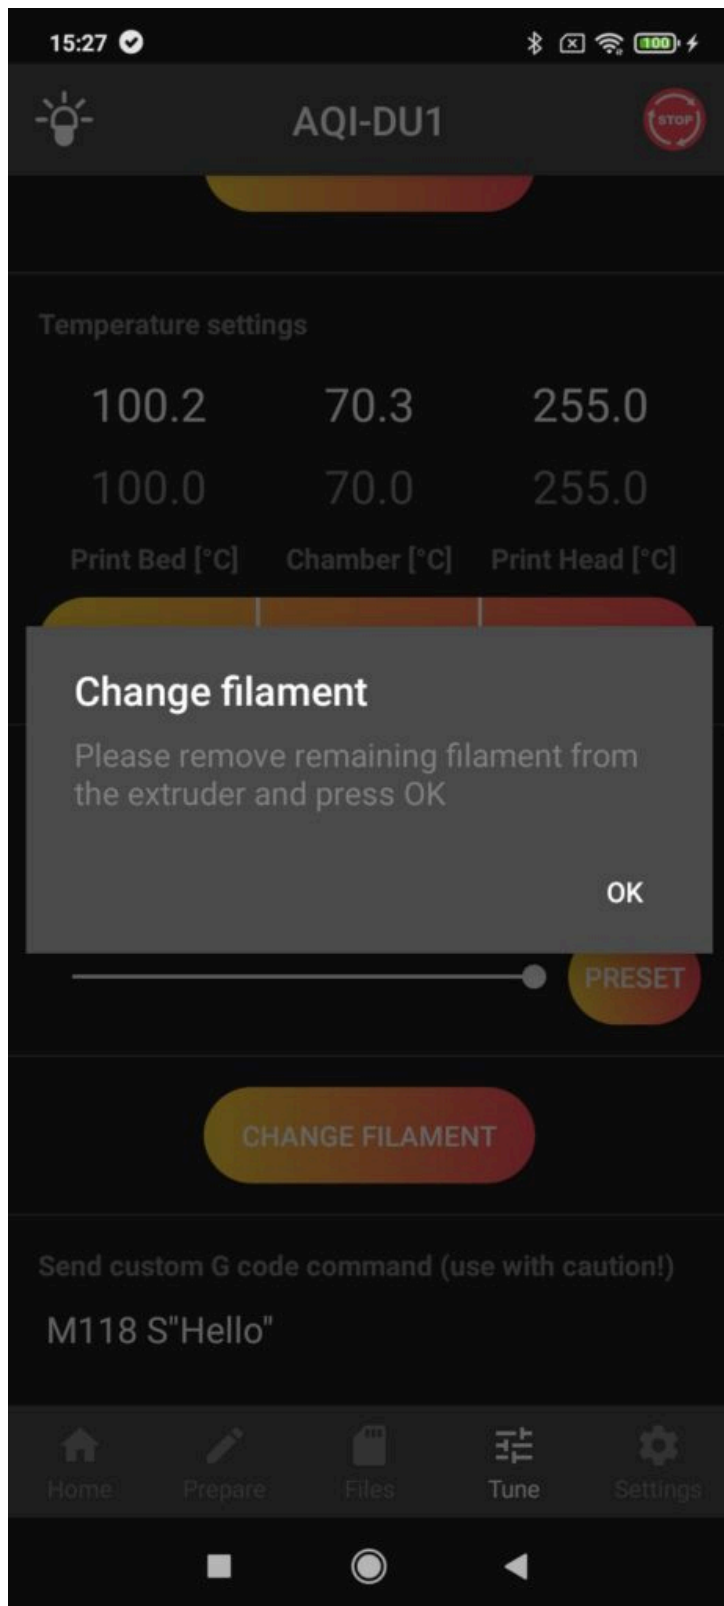 15:27
100
AQI-DU1
STOP
Temperature settings
100.2 70.3 255.0
100.0 70.0 255.0
Print Bed [°C] Chamber [°C] Print Head [°C]
Change filament
Please remove remaining filament from
the extruder and press OK
OK
PRESET
CHANGE FILAMENT
Send custom G code command (use with caution!)
M118 S"Hello"
Home Prepare Files Tune Settings